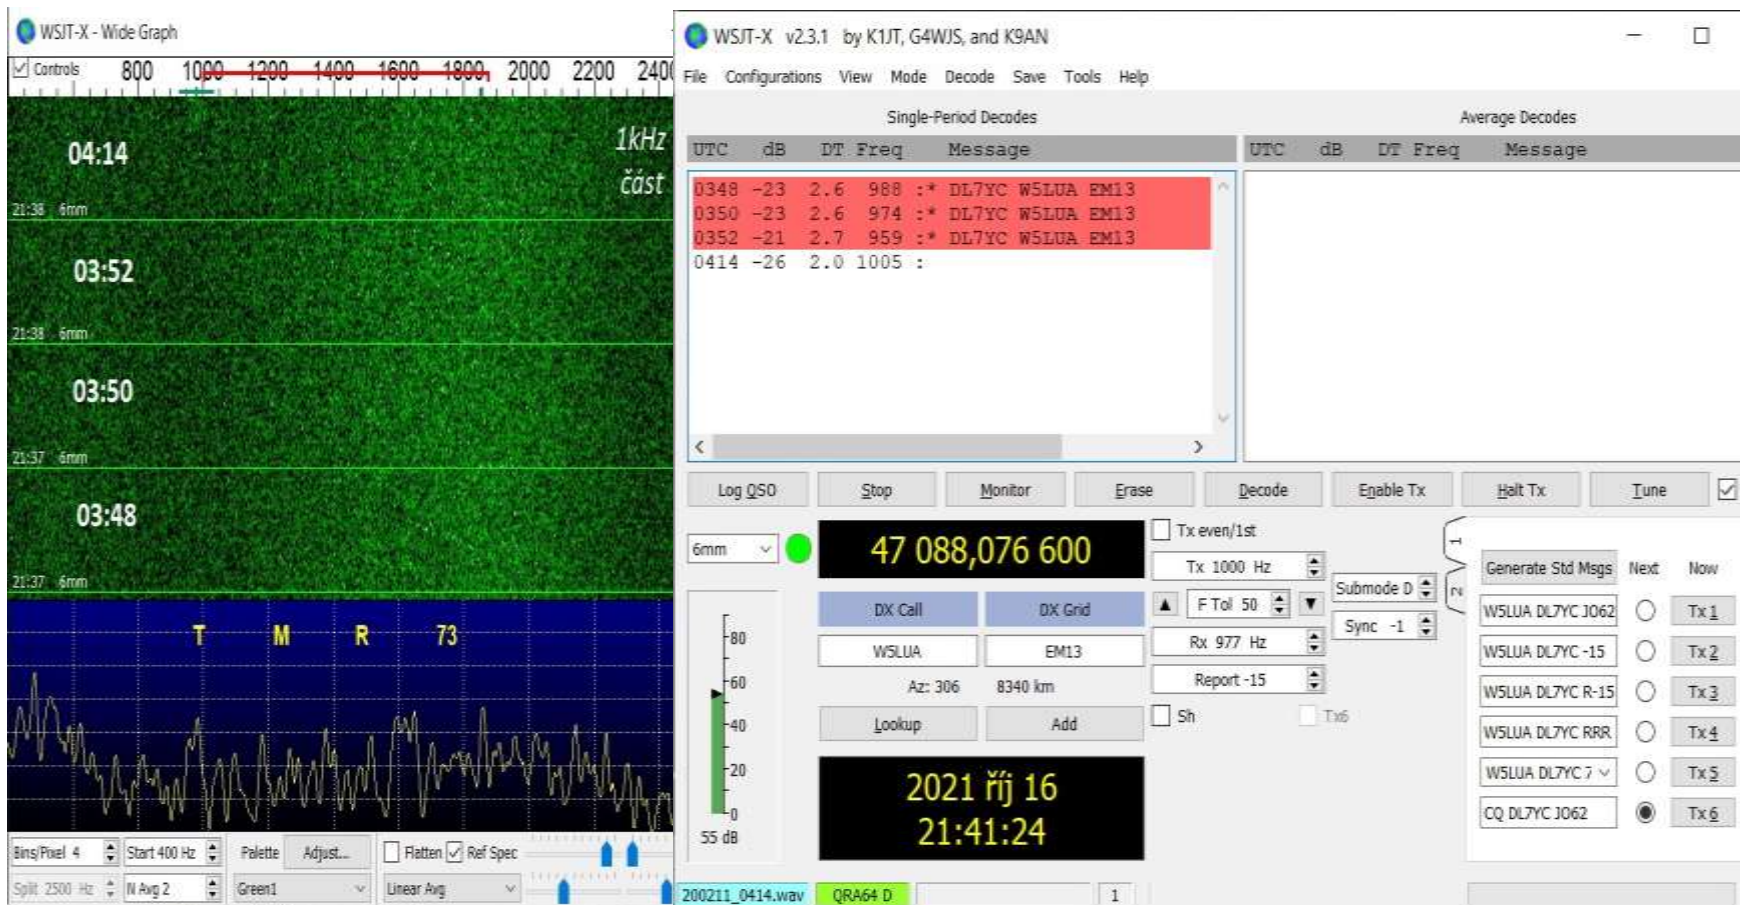 WSJT-X - Wide Graph
Controls 800 1000 1200 1400 1600 1800 2000 2200 2400
04:14
1kHz
část
21:38 6mm
03:52
21:38 6mm
03:50
21:37 6mm
03:48
21:37 6mm
T M R 73
Bins/Pixel 4 Start 400 Hz Palette Adjust... Flatten Ref Spec
Split 2500 Hz N Avg 2 Green1 Linear Avg
WSJT-X v2.3.1 by K1JT, G4WJS, and K9AN
File Configurations View Mode Decode Save Tools Help
Single-Period Decodes Average Decodes
UTC dB DT Freq Message UTC dB DT Freq Message
0348 -23 2.6 988 :* DL7YC W5LUA EM13
0350 -23 2.6 974 :* DL7YC W5LUA EM13
0352 -21 2.7 959 :* DL7YC W5LUA EM13
0414 -26 2.0 1005 :
Log QSO Stop Monitor Erase Decode Enable Tx Halt Tx Tune
6mm
47 088,076 600
Tx even/1st
Tx 1000 Hz
F Tol 50
Rx 977 Hz
Report -15
Sh Tx6
Submode D
Sync -1
DX Call DX Grid
W5LUA EM13
Az: 306 8340 km
Lookup Add
2021 říj 16
21:41:24
80
60
40
20
0
55 dB
1
2
Generate Std Msgs Next Now
W5LUA DL7YC JO62 Tx 1
W5LUA DL7YC -15 Tx 2
W5LUA DL7YC R-15 Tx 3
W5LUA DL7YC RRR Tx 4
W5LUA DL7YC 7 Tx 5
CQ DL7YC JO62 Tx 6
200211_0414.wav QRA64 D 1